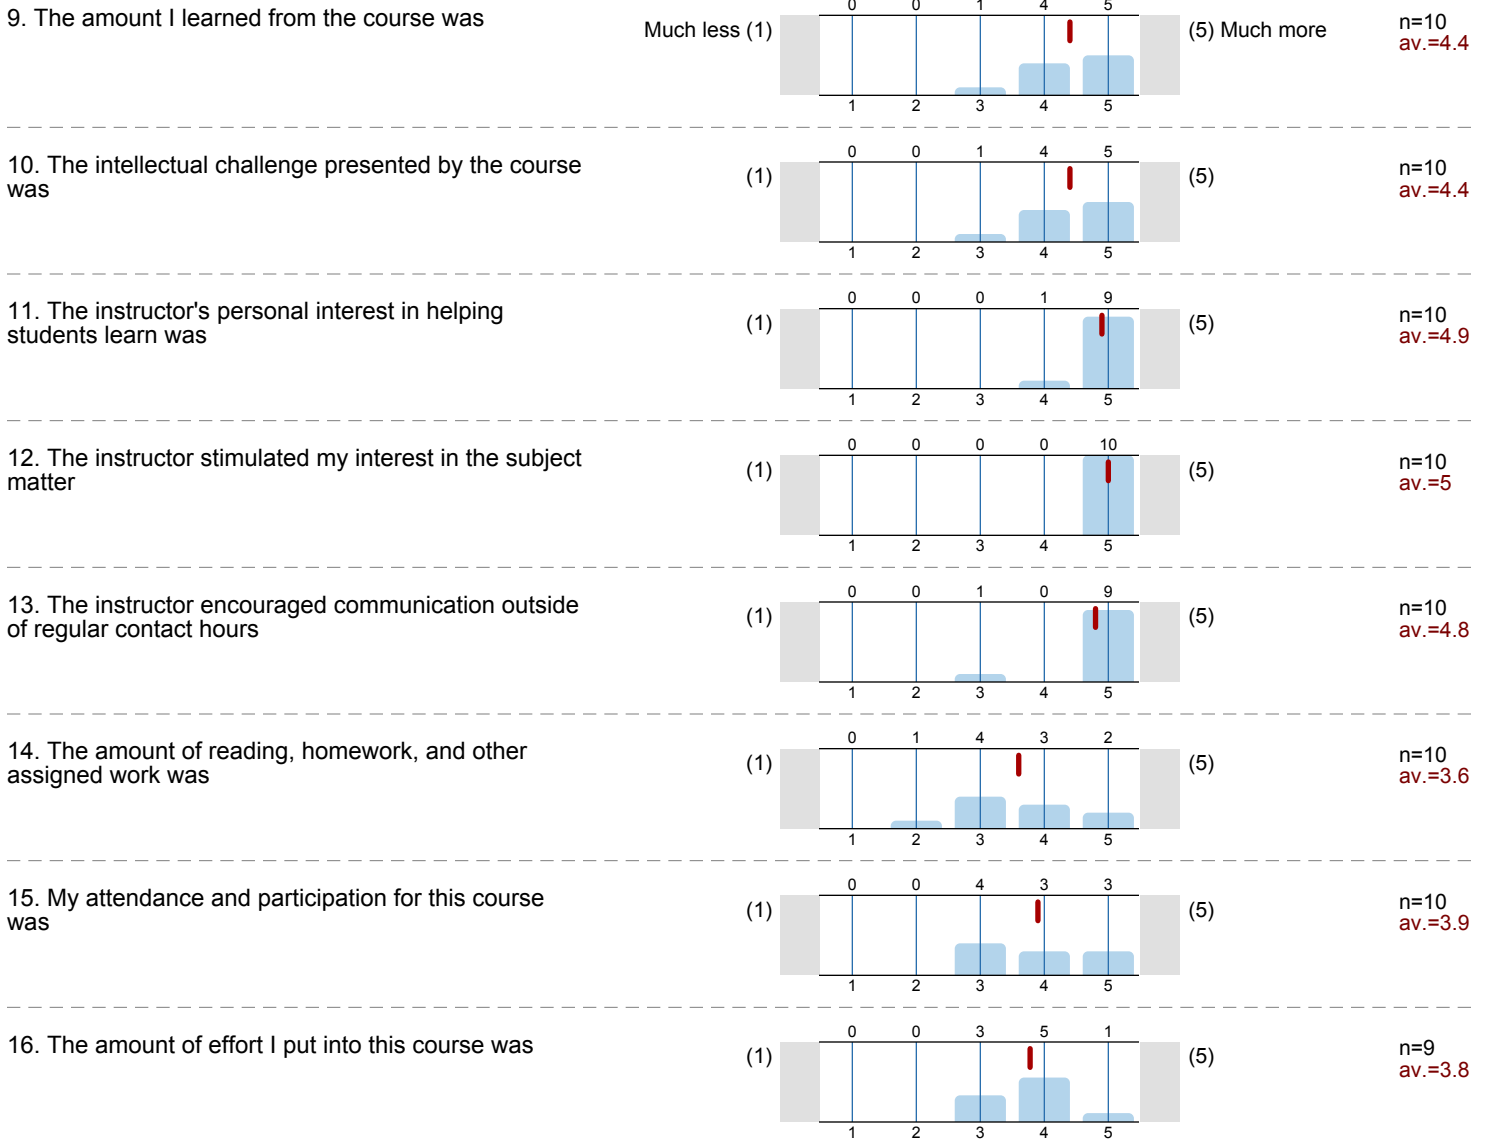 9. The amount I learned from the course was
Much less (1)
0 0 1 4 5
1 2 3 4 5
(5) Much more
n=10
av.=4.4
10. The intellectual challenge presented by the course
was
(1)
0 0 1 4 5
1 2 3 4 5
(5)
n=10
av.=4.4
11. The instructor's personal interest in helping
students learn was
(1)
0 0 0 1 9
1 2 3 4 5
(5)
n=10
av.=4.9
12. The instructor stimulated my interest in the subject
matter
(1)
0 0 0 0 10
1 2 3 4 5
(5)
n=10
av.=5
13. The instructor encouraged communication outside
of regular contact hours
(1)
0 0 1 0 9
1 2 3 4 5
(5)
n=10
av.=4.8
14. The amount of reading, homework, and other
assigned work was
(1)
0 1 4 3 2
1 2 3 4 5
(5)
n=10
av.=3.6
15. My attendance and participation for this course
was
(1)
0 0 4 3 3
1 2 3 4 5
(5)
n=10
av.=3.9
16. The amount of effort I put into this course was
(1)
0 0 3 5 1
1 2 3 4 5
(5)
n=9
av.=3.8